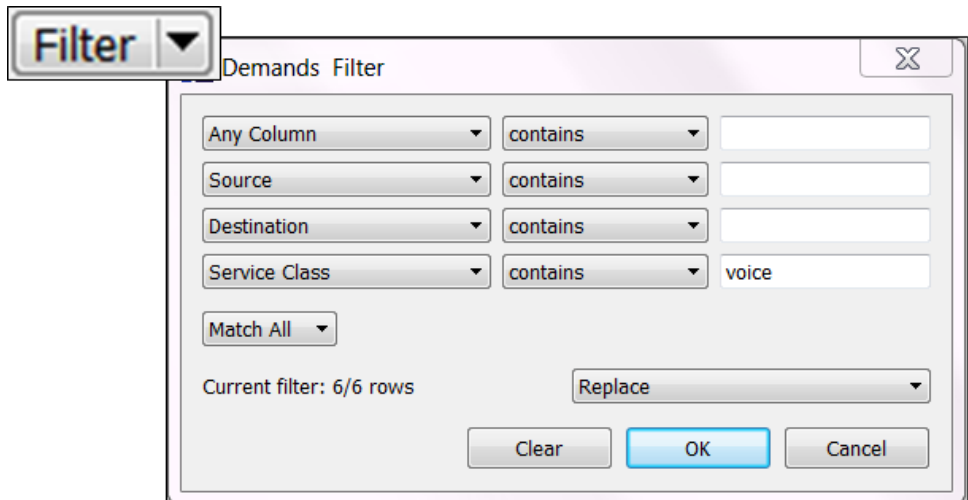 Filter
Demands Filter
Any Column contains
Source contains
Destination contains
Service Class contains voice
Match All
Current filter: 6/6 rows Replace
Clear OK Cancel